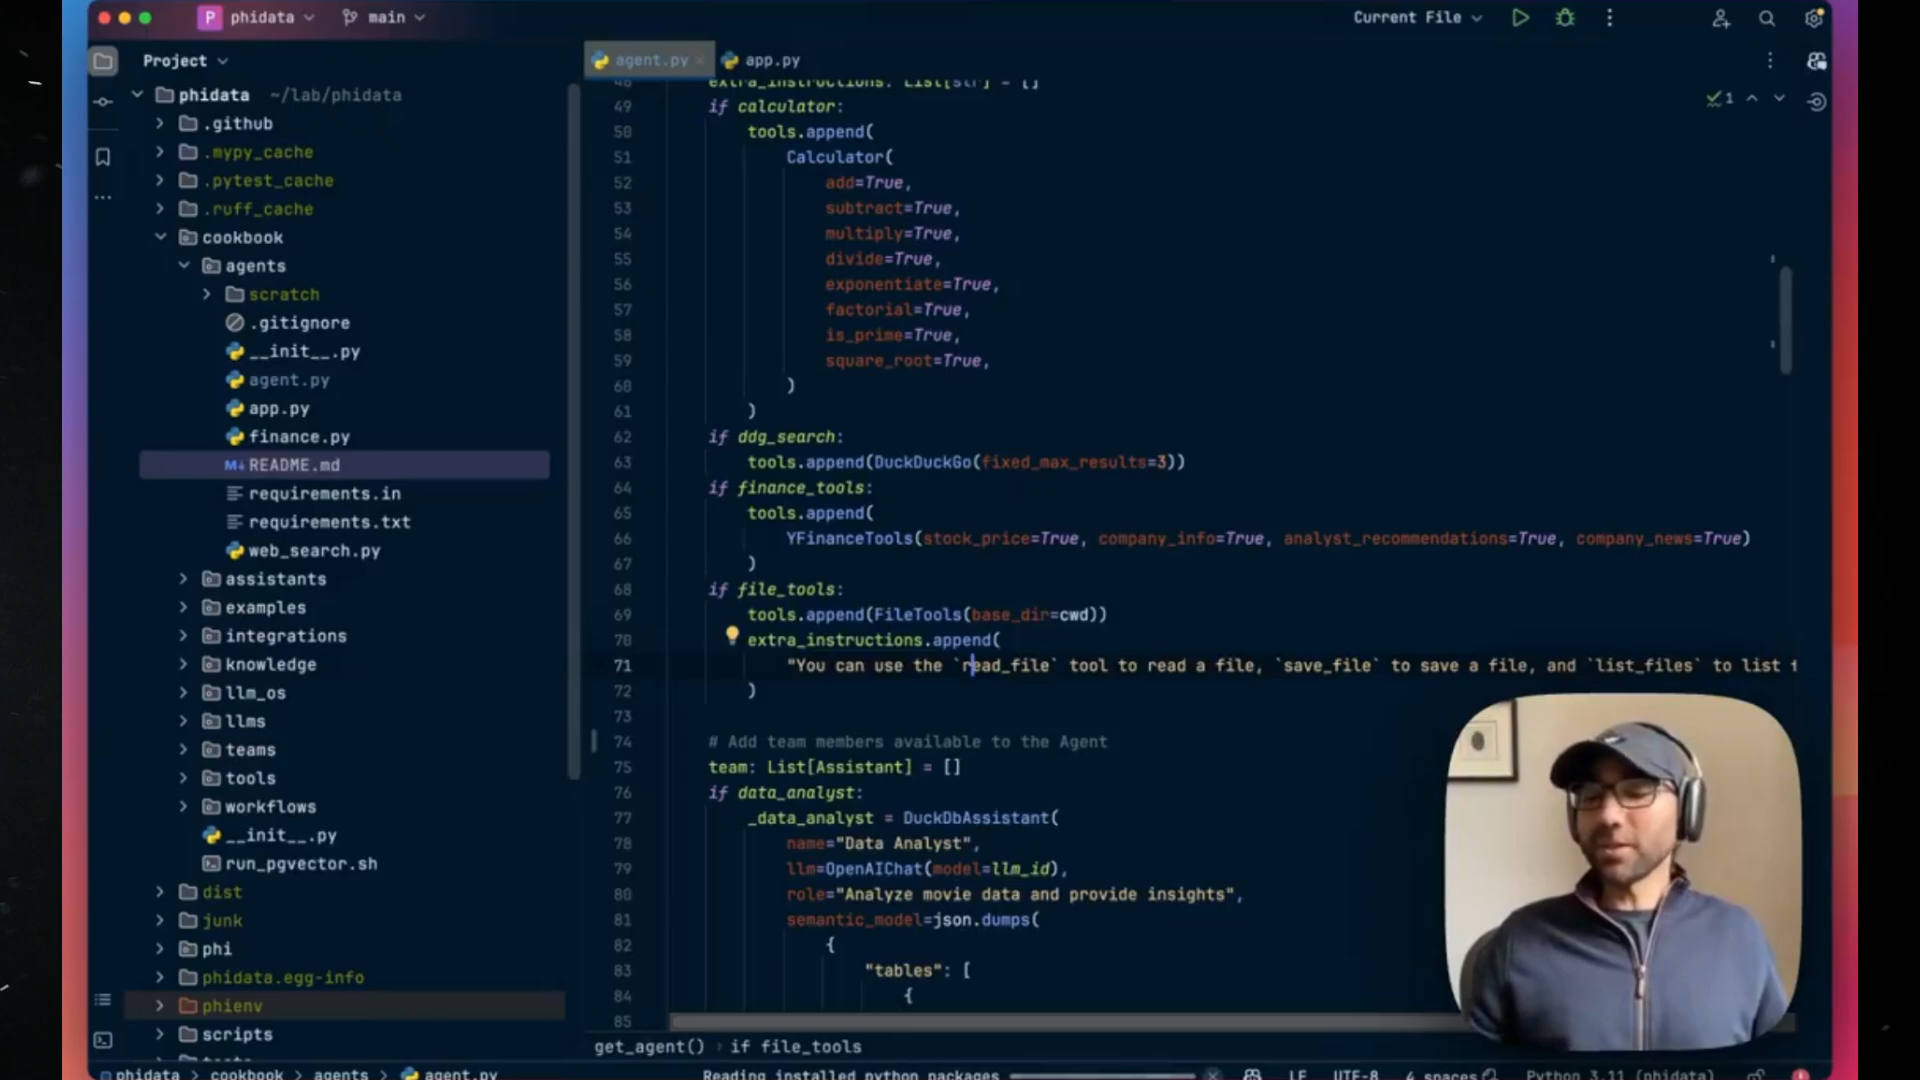 P phidata main
Current File
Project
agent.py
app.py
phidata ~/lab/phidata
.github
.mypy_cache
.pytest_cache
.ruff_cache
cookbook
agents
scratch
.gitignore
__init__.py
agent.py
app.py
finance.py
M↓ README.md
requirements.in
requirements.txt
web_search.py
assistants
examples
integrations
knowledge
llm_os
llms
teams
tools
workflows
__init__.py
run_pgvector.sh
dist
junk
phi
phidata.egg-info
phienv
scripts
1
48 extra_instructions: List[str] = []
49 if calculator:
50 tools.append(
51 Calculator(
52 add=True,
53 subtract=True,
54 multiply=True,
55 divide=True,
56 exponentiate=True,
57 factorial=True,
58 is_prime=True,
59 square_root=True,
60 )
61 )
62 if ddg_search:
63 tools.append(DuckDuckGo(fixed_max_results=3))
64 if finance_tools:
65 tools.append(
66 YFinanceTools(stock_price=True, company_info=True, analyst_recommendations=True, company_news=True)
67 )
68 if file_tools:
69 tools.append(FileTools(base_dir=cwd))
70 extra_instructions.append(
71 "You can use the `read_file` tool to read a file, `save_file` to save a file, and `list_files` to list f
72 )
73
74 # Add team members available to the Agent
75 team: List[Assistant] = []
76 if data_analyst:
77 _data_analyst = DuckDbAssistant(
78 name="Data Analyst",
79 llm=OpenAIChat(model=llm_id),
80 role="Analyze movie data and provide insights",
81 semantic_model=json.dumps(
82 {
83 "tables": [
84 {
85
get_agent() › if file_tools
phidata > cookbook > agents > agent.py
Reading installed python packages
LF UTF-8 4 spaces Python 3.11 (phidata)